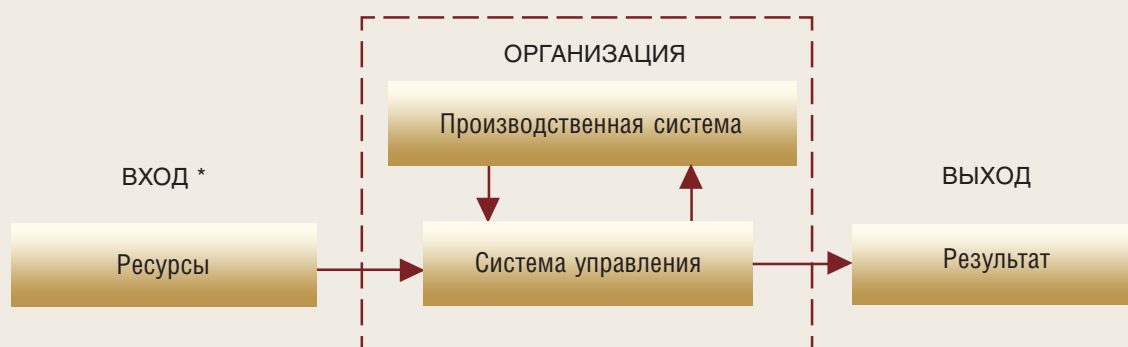 ОРГАНИЗАЦИЯ
Производственная система
ВХОД *
ВЫХОД
Ресурсы
Система управления
Результат